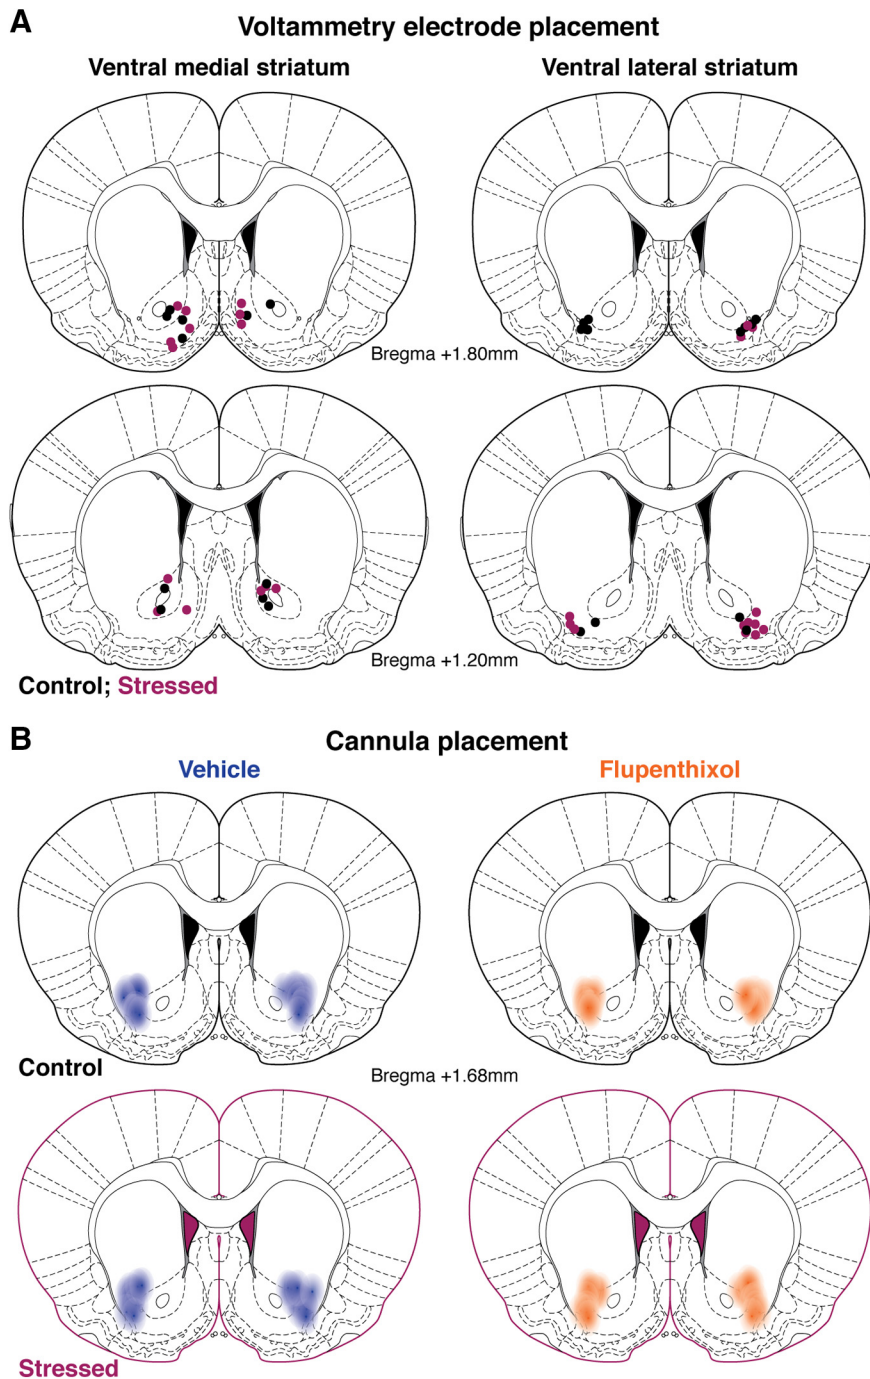 A
Voltammetry electrode placement
Ventral medial striatum
Ventral lateral striatum
Bregma +1.80mm
Bregma +1.20mm
Control; Stressed
B
Cannula placement
Vehicle
Flupenthixol
Control
Bregma +1.68mm
Stressed